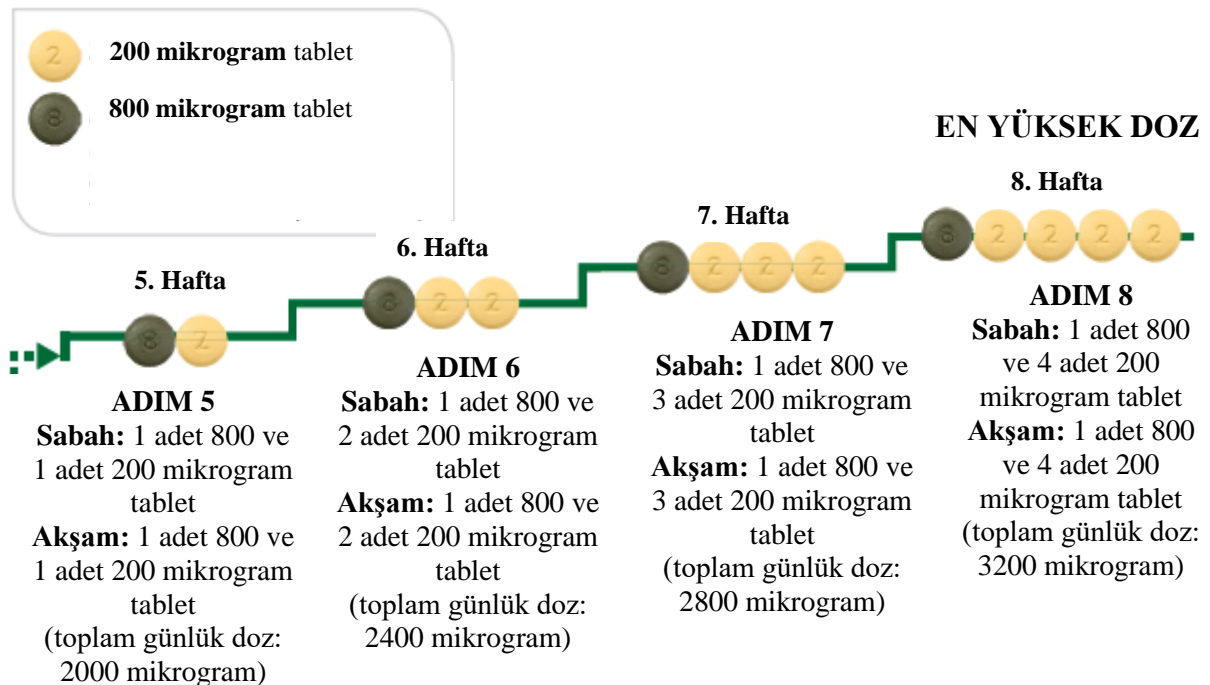 200 mikrogram tablet
800 mikrogram tablet
EN YÜKSEK DOZ
5. Hafta
ADIM 5
Sabah: 1 adet 800 ve
1 adet 200 mikrogram
tablet
Akşam: 1 adet 800 ve
1 adet 200 mikrogram
tablet
(toplam günlük doz:
2000 mikrogram)
6. Hafta
ADIM 6
Sabah: 1 adet 800 ve
2 adet 200 mikrogram
tablet
Akşam: 1 adet 800 ve
2 adet 200 mikrogram
tablet
(toplam günlük doz:
2400 mikrogram)
7. Hafta
ADIM 7
Sabah: 1 adet 800 ve
3 adet 200 mikrogram
tablet
Akşam: 1 adet 800 ve
3 adet 200 mikrogram
tablet
(toplam günlük doz:
2800 mikrogram)
8. Hafta
ADIM 8
Sabah: 1 adet 800
ve 4 adet 200
mikrogram tablet
Akşam: 1 adet 800
ve 4 adet 200
mikrogram tablet
(toplam günlük doz:
3200 mikrogram)